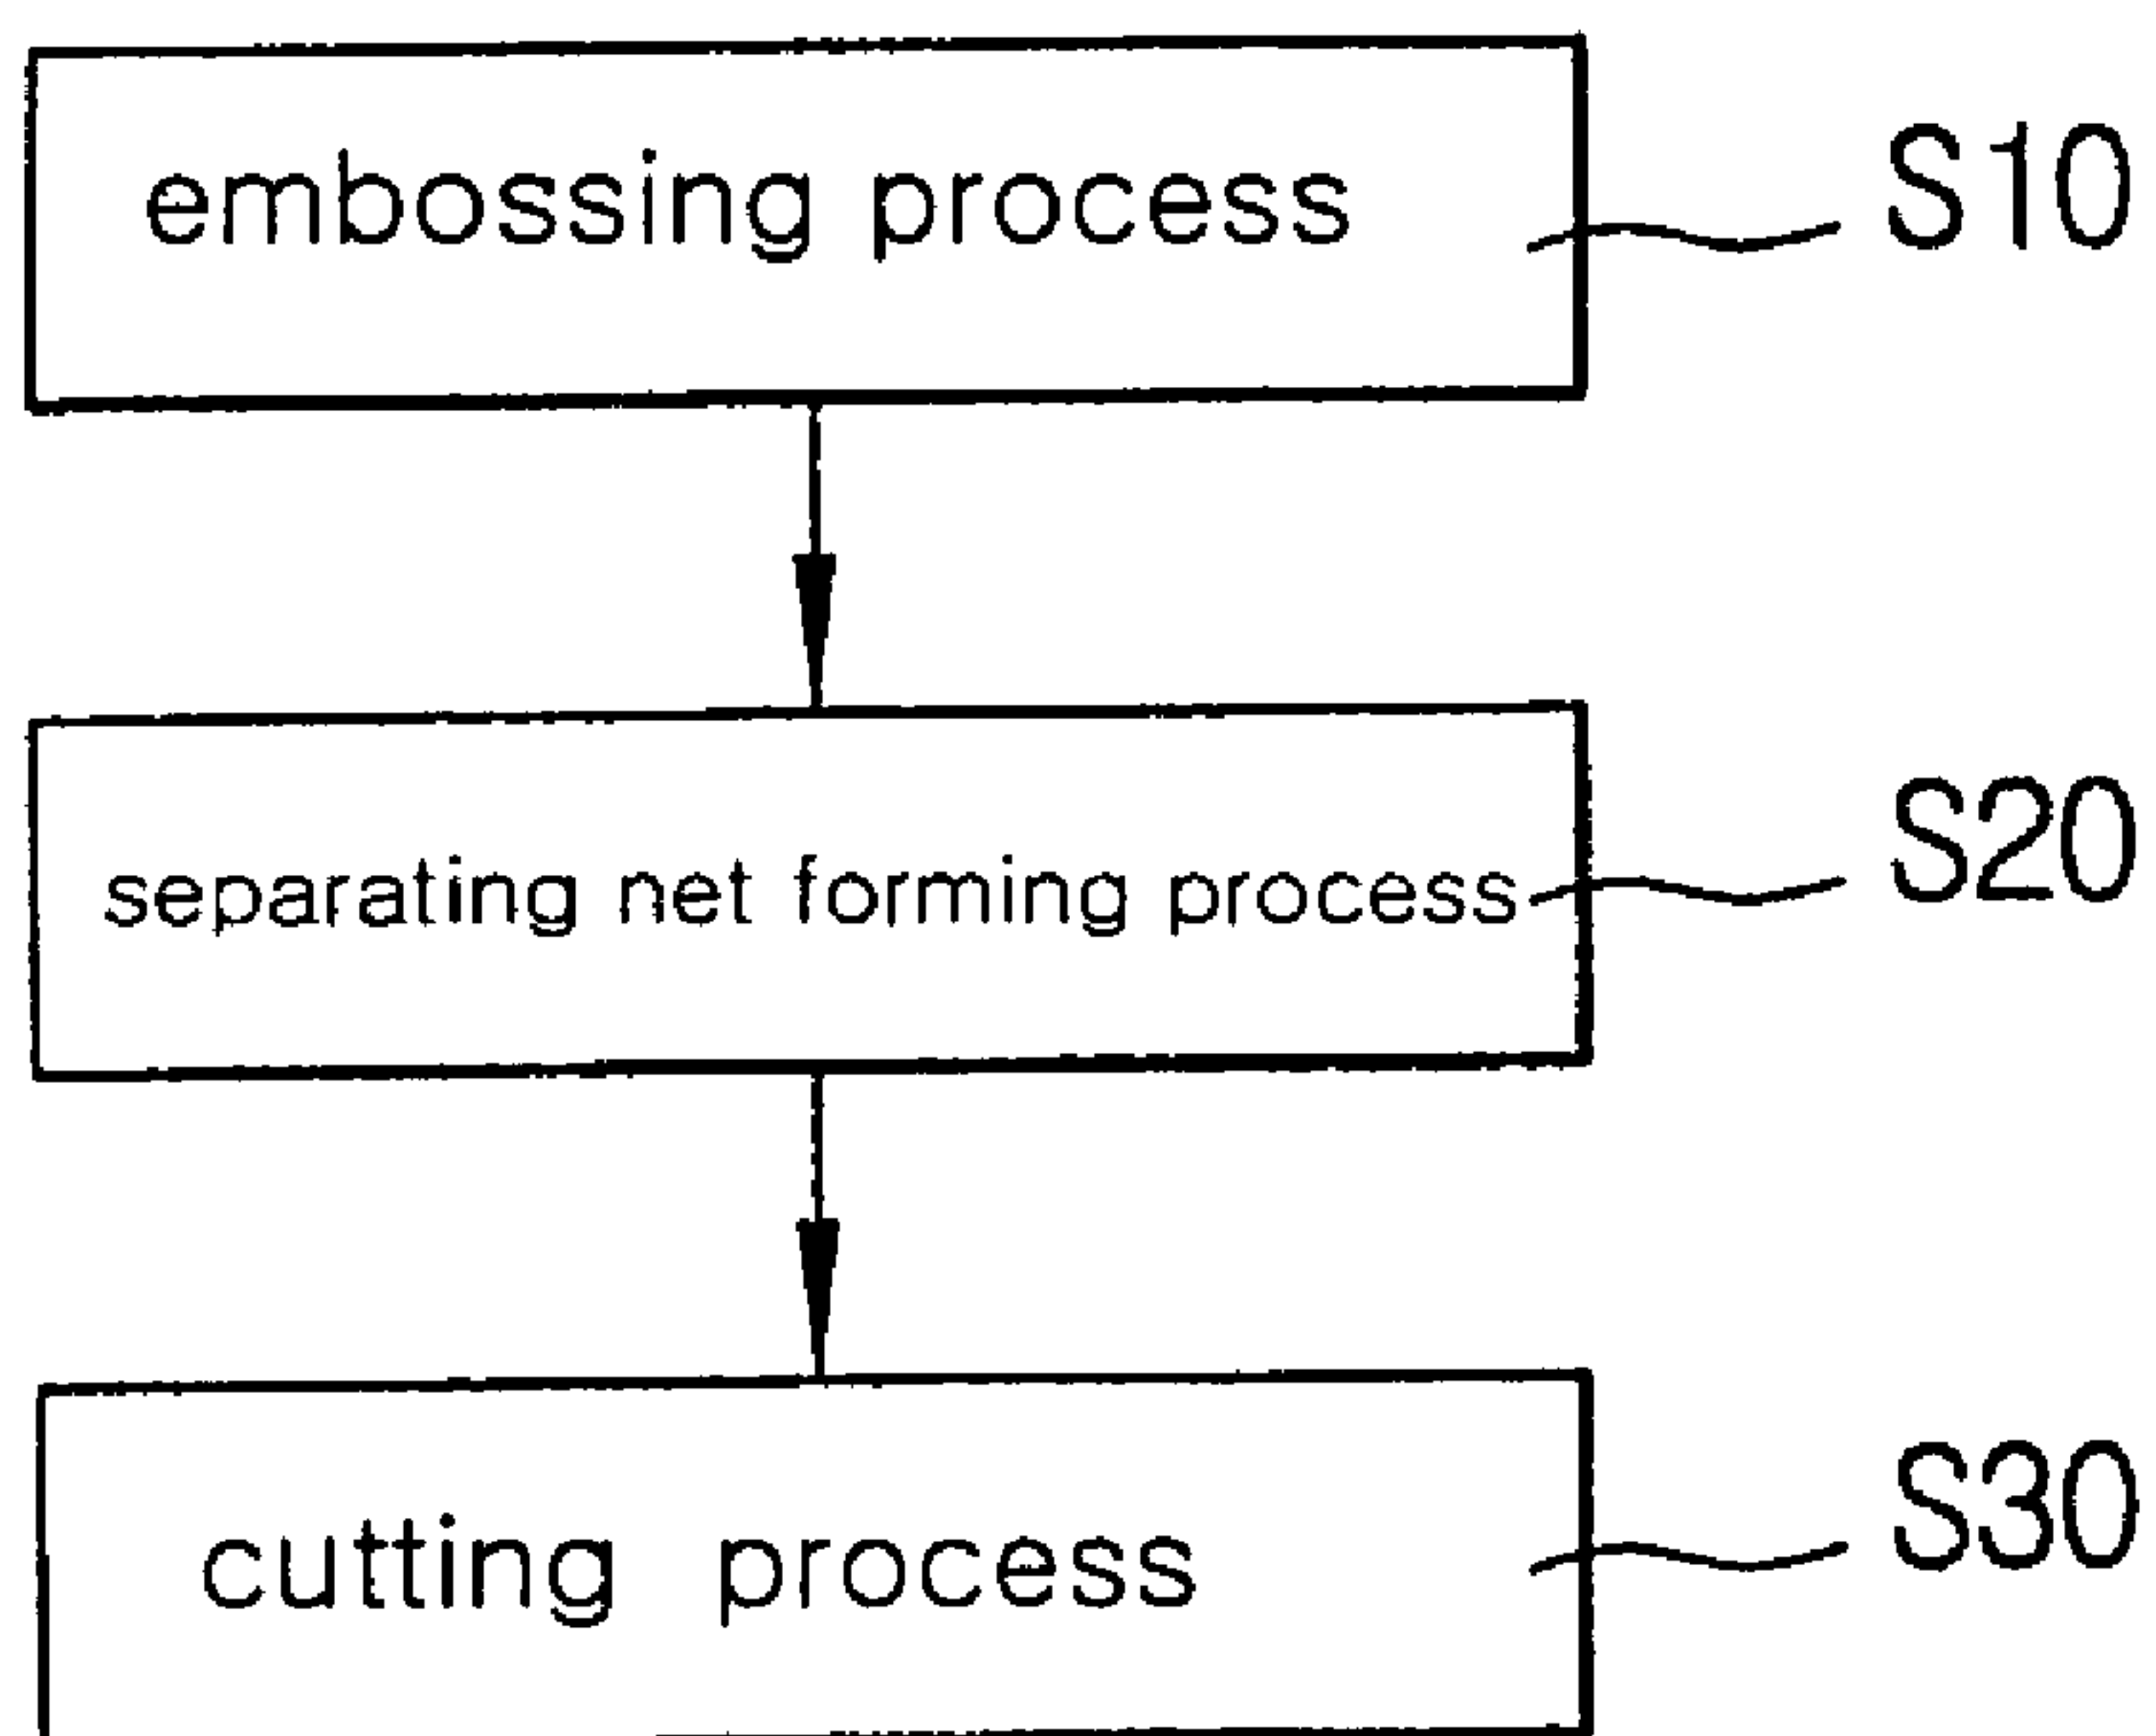 embossing process
S10
separating net forming process
S20
cutting process
S30